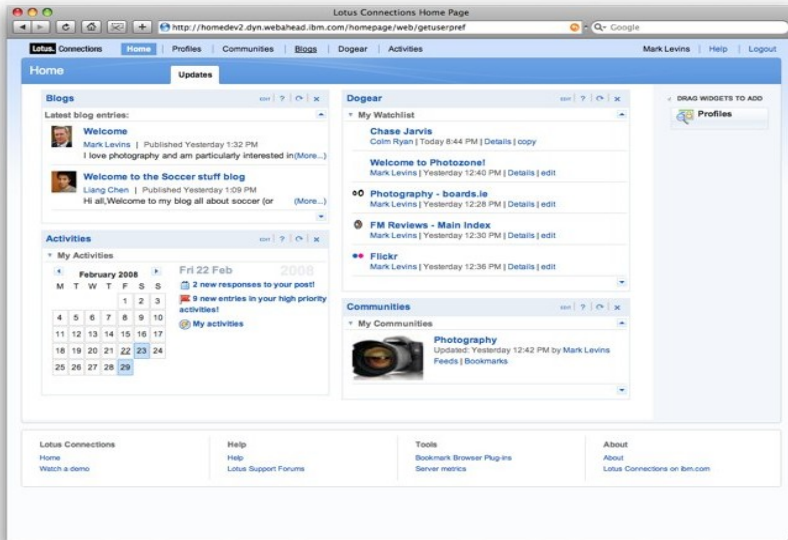 Lotus Connections Home Page
http://homedev2.dyn.webahead.ibm.com/homepage/web/getuserpref
Google
Lotus. Connections Home Profiles Communities Blogs Dogear Activities Mark Levins Help Logout
Home
Updates
Blogs
Latest blog entries:
Welcome
Mark Levins | Published Yesterday 1:32 PM
I love photography and am particularly interested in(More...)
Welcome to the Soccer stuff blog
Liang Chen | Published Yesterday 1:09 PM
Hi all,Welcome to my blog all about soccer (or (More...)
Activities
My Activities
February 2008
M T W T F S S
1 2 3
4 5 6 7 8 9 10
11 12 13 14 15 16 17
18 19 20 21 22 23 24
25 26 27 28 29
Fri 22 Feb 2008
2 new responses to your post!
9 new entries in your high priority
activities!
My activities
Dogear
My Watchlist
Chase Jarvis
Colm Ryan | Today 8:44 PM | Details | copy
Welcome to Photozone!
Mark Levins | Yesterday 12:40 PM | Details | edit
Photography - boards.ie
Mark Levins | Yesterday 12:28 PM | Details | edit
FM Reviews - Main Index
Mark Levins | Yesterday 12:30 PM | Details | edit
Flickr
Mark Levins | Yesterday 12:36 PM | Details | edit
Communities
My Communities
Photography
Updated: Yesterday 12:42 PM by Mark Levins
Feeds | Bookmarks
DRAG WIDGETS TO ADD
Profiles
Lotus Connections
Home
Watch a demo
Help
Help
Lotus Support Forums
Tools
Bookmark Browser Plug-ins
Server metrics
About
About
Lotus Connections on ibm.com